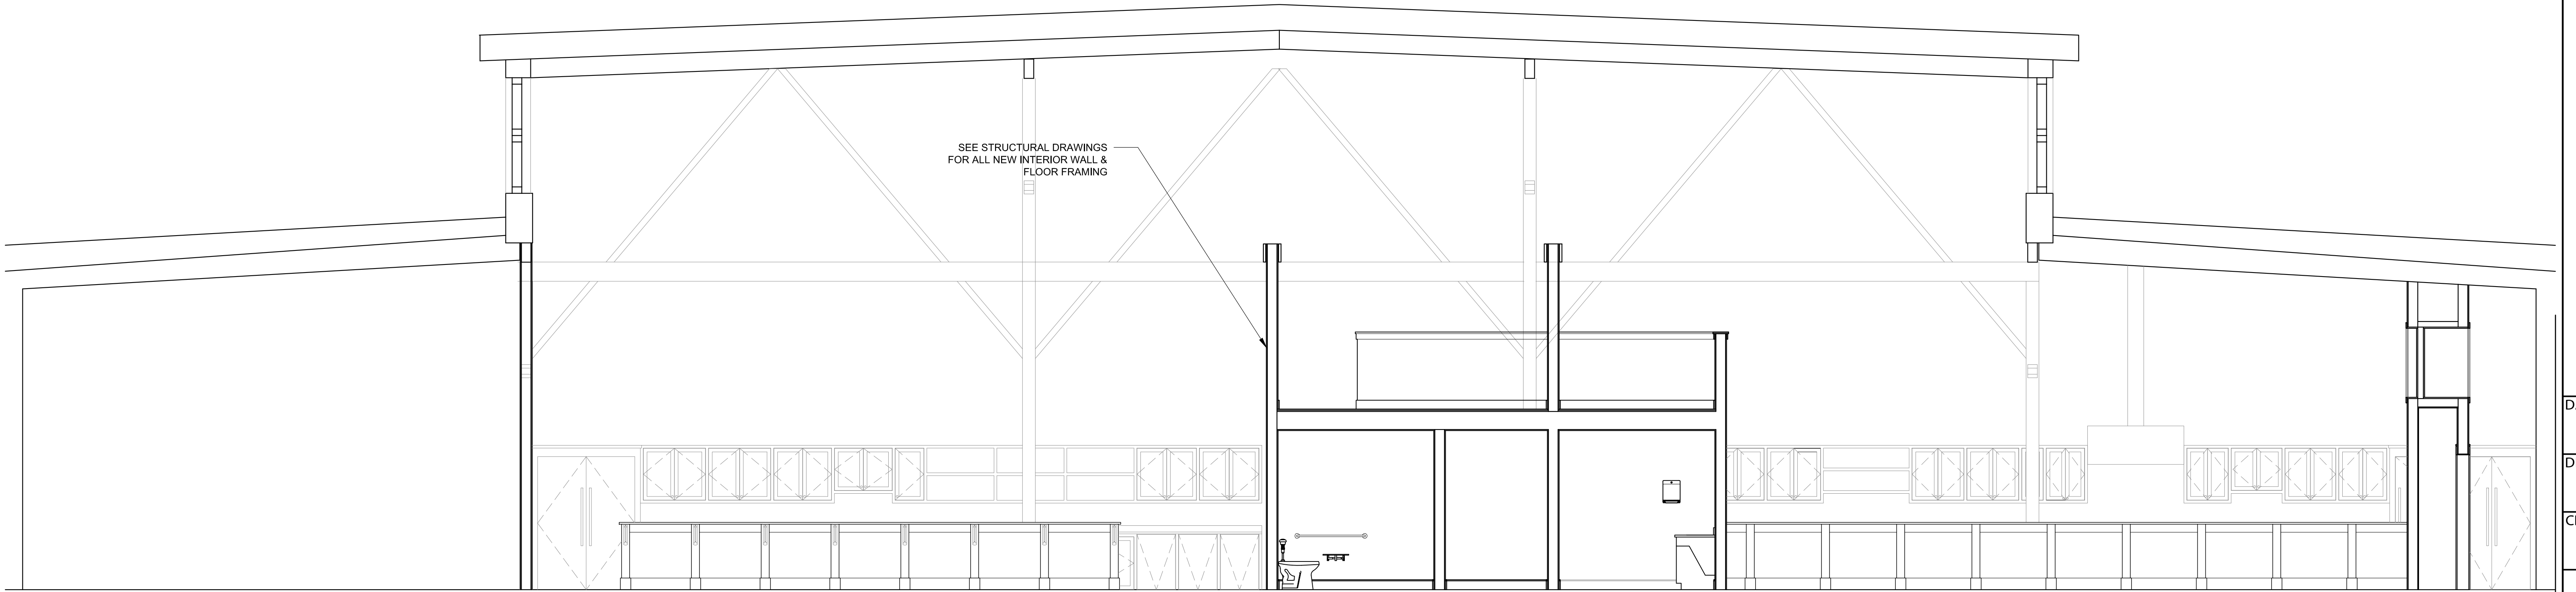 SEE STRUCTURAL DRAWINGS
FOR ALL NEW INTERIOR WALL &
FLOOR FRAMING